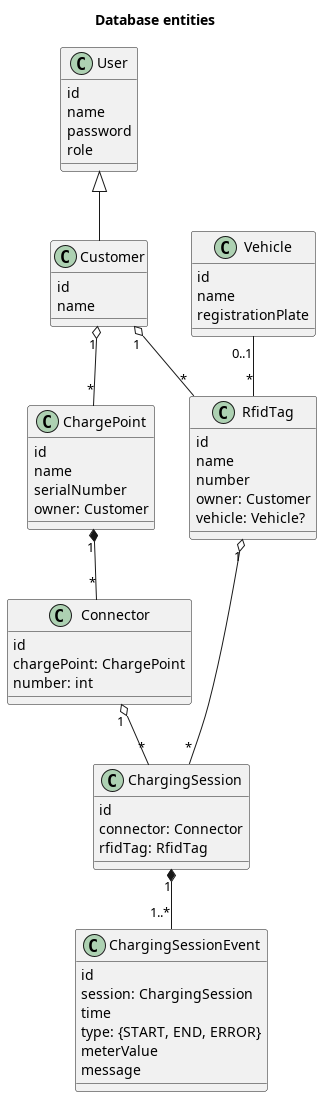 Database entities
C User
id
name
password
role
C Customer
id
name
C Vehicle
id
name
registrationPlate
1
*
1
*
0..1
*
C ChargePoint
id
name
serialNumber
owner: Customer
C RfidTag
id
name
number
owner: Customer
vehicle: Vehicle?
1
*
1
*
C Connector
id
chargePoint: ChargePoint
number: int
1
*
C ChargingSession
id
connector: Connector
rfidTag: RfidTag
1
1..*
C ChargingSessionEvent
id
session: ChargingSession
time
type: {START, END, ERROR}
meterValue
message